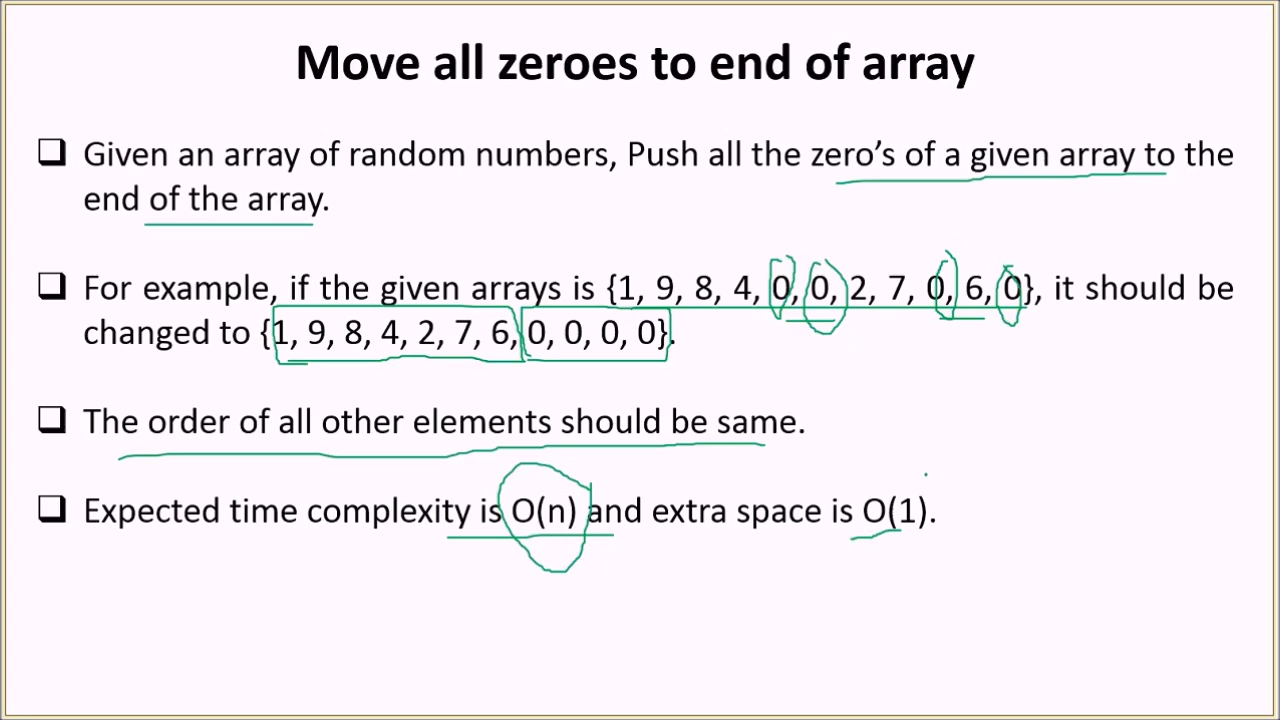 Move all zeroes to end of array
Given an array of random numbers, Push all the zero's of a given array to the
end of the array.
For example, if the given arrays is {1, 9, 8, 4, 0, 0, 2, 7, 0, 6, 0}, it should be
changed to {1, 9, 8, 4, 2, 7, 6, 0, 0, 0, 0}.
The order of all other elements should be same.
Expected time complexity is O(n) and extra space is O(1).